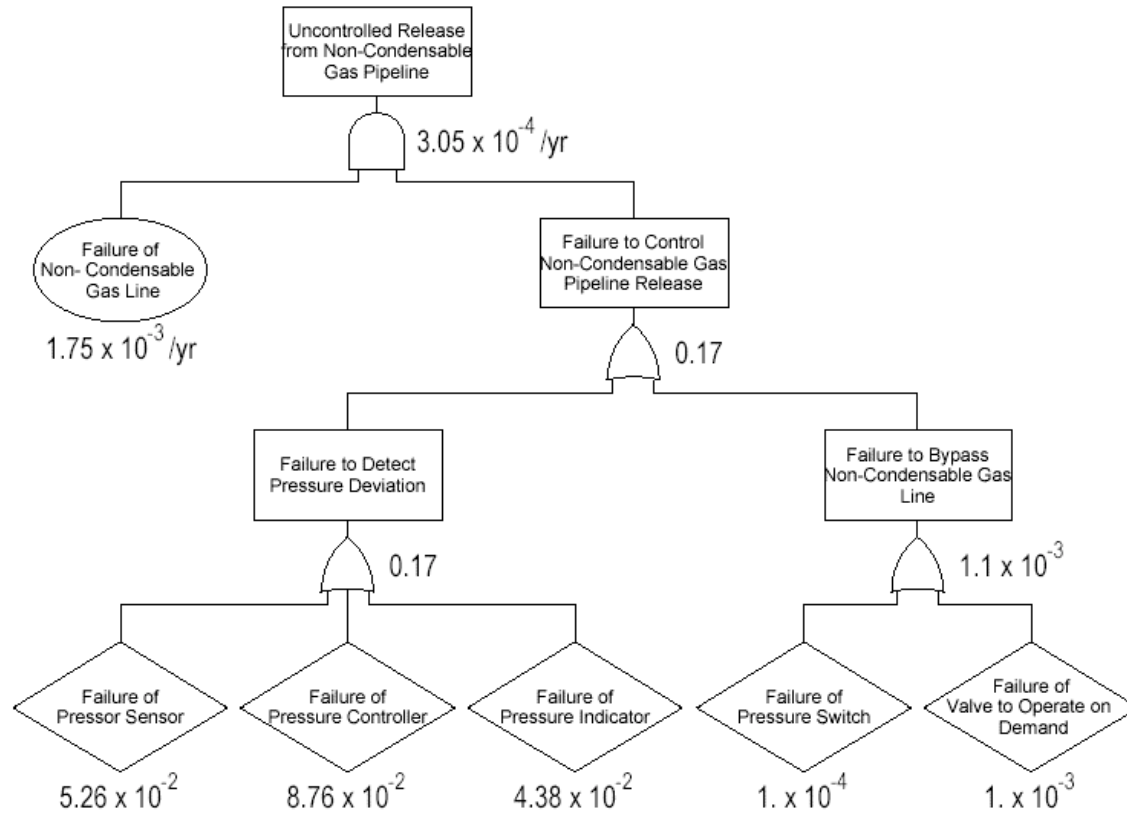 Uncontrolled Release
from Non-Condensable
Gas Pipeline
3.05 x 10⁻⁴ /yr
Failure of
Non- Condensable
Gas Line
1.75 x 10⁻³ /yr
Failure to Control
Non-Condensable Gas
Pipeline Release
0.17
Failure to Detect
Pressure Deviation
0.17
Failure to Bypass
Non-Condensable Gas
Line
1.1 x 10⁻³
Failure of
Pressor Sensor
5.26 x 10⁻²
Failure of
Pressure Controller
8.76 x 10⁻²
Failure of
Pressure Indicator
4.38 x 10⁻²
Failure of
Pressure Switch
1. x 10⁻⁴
Failure of
Valve to Operate on
Demand
1. x 10⁻³